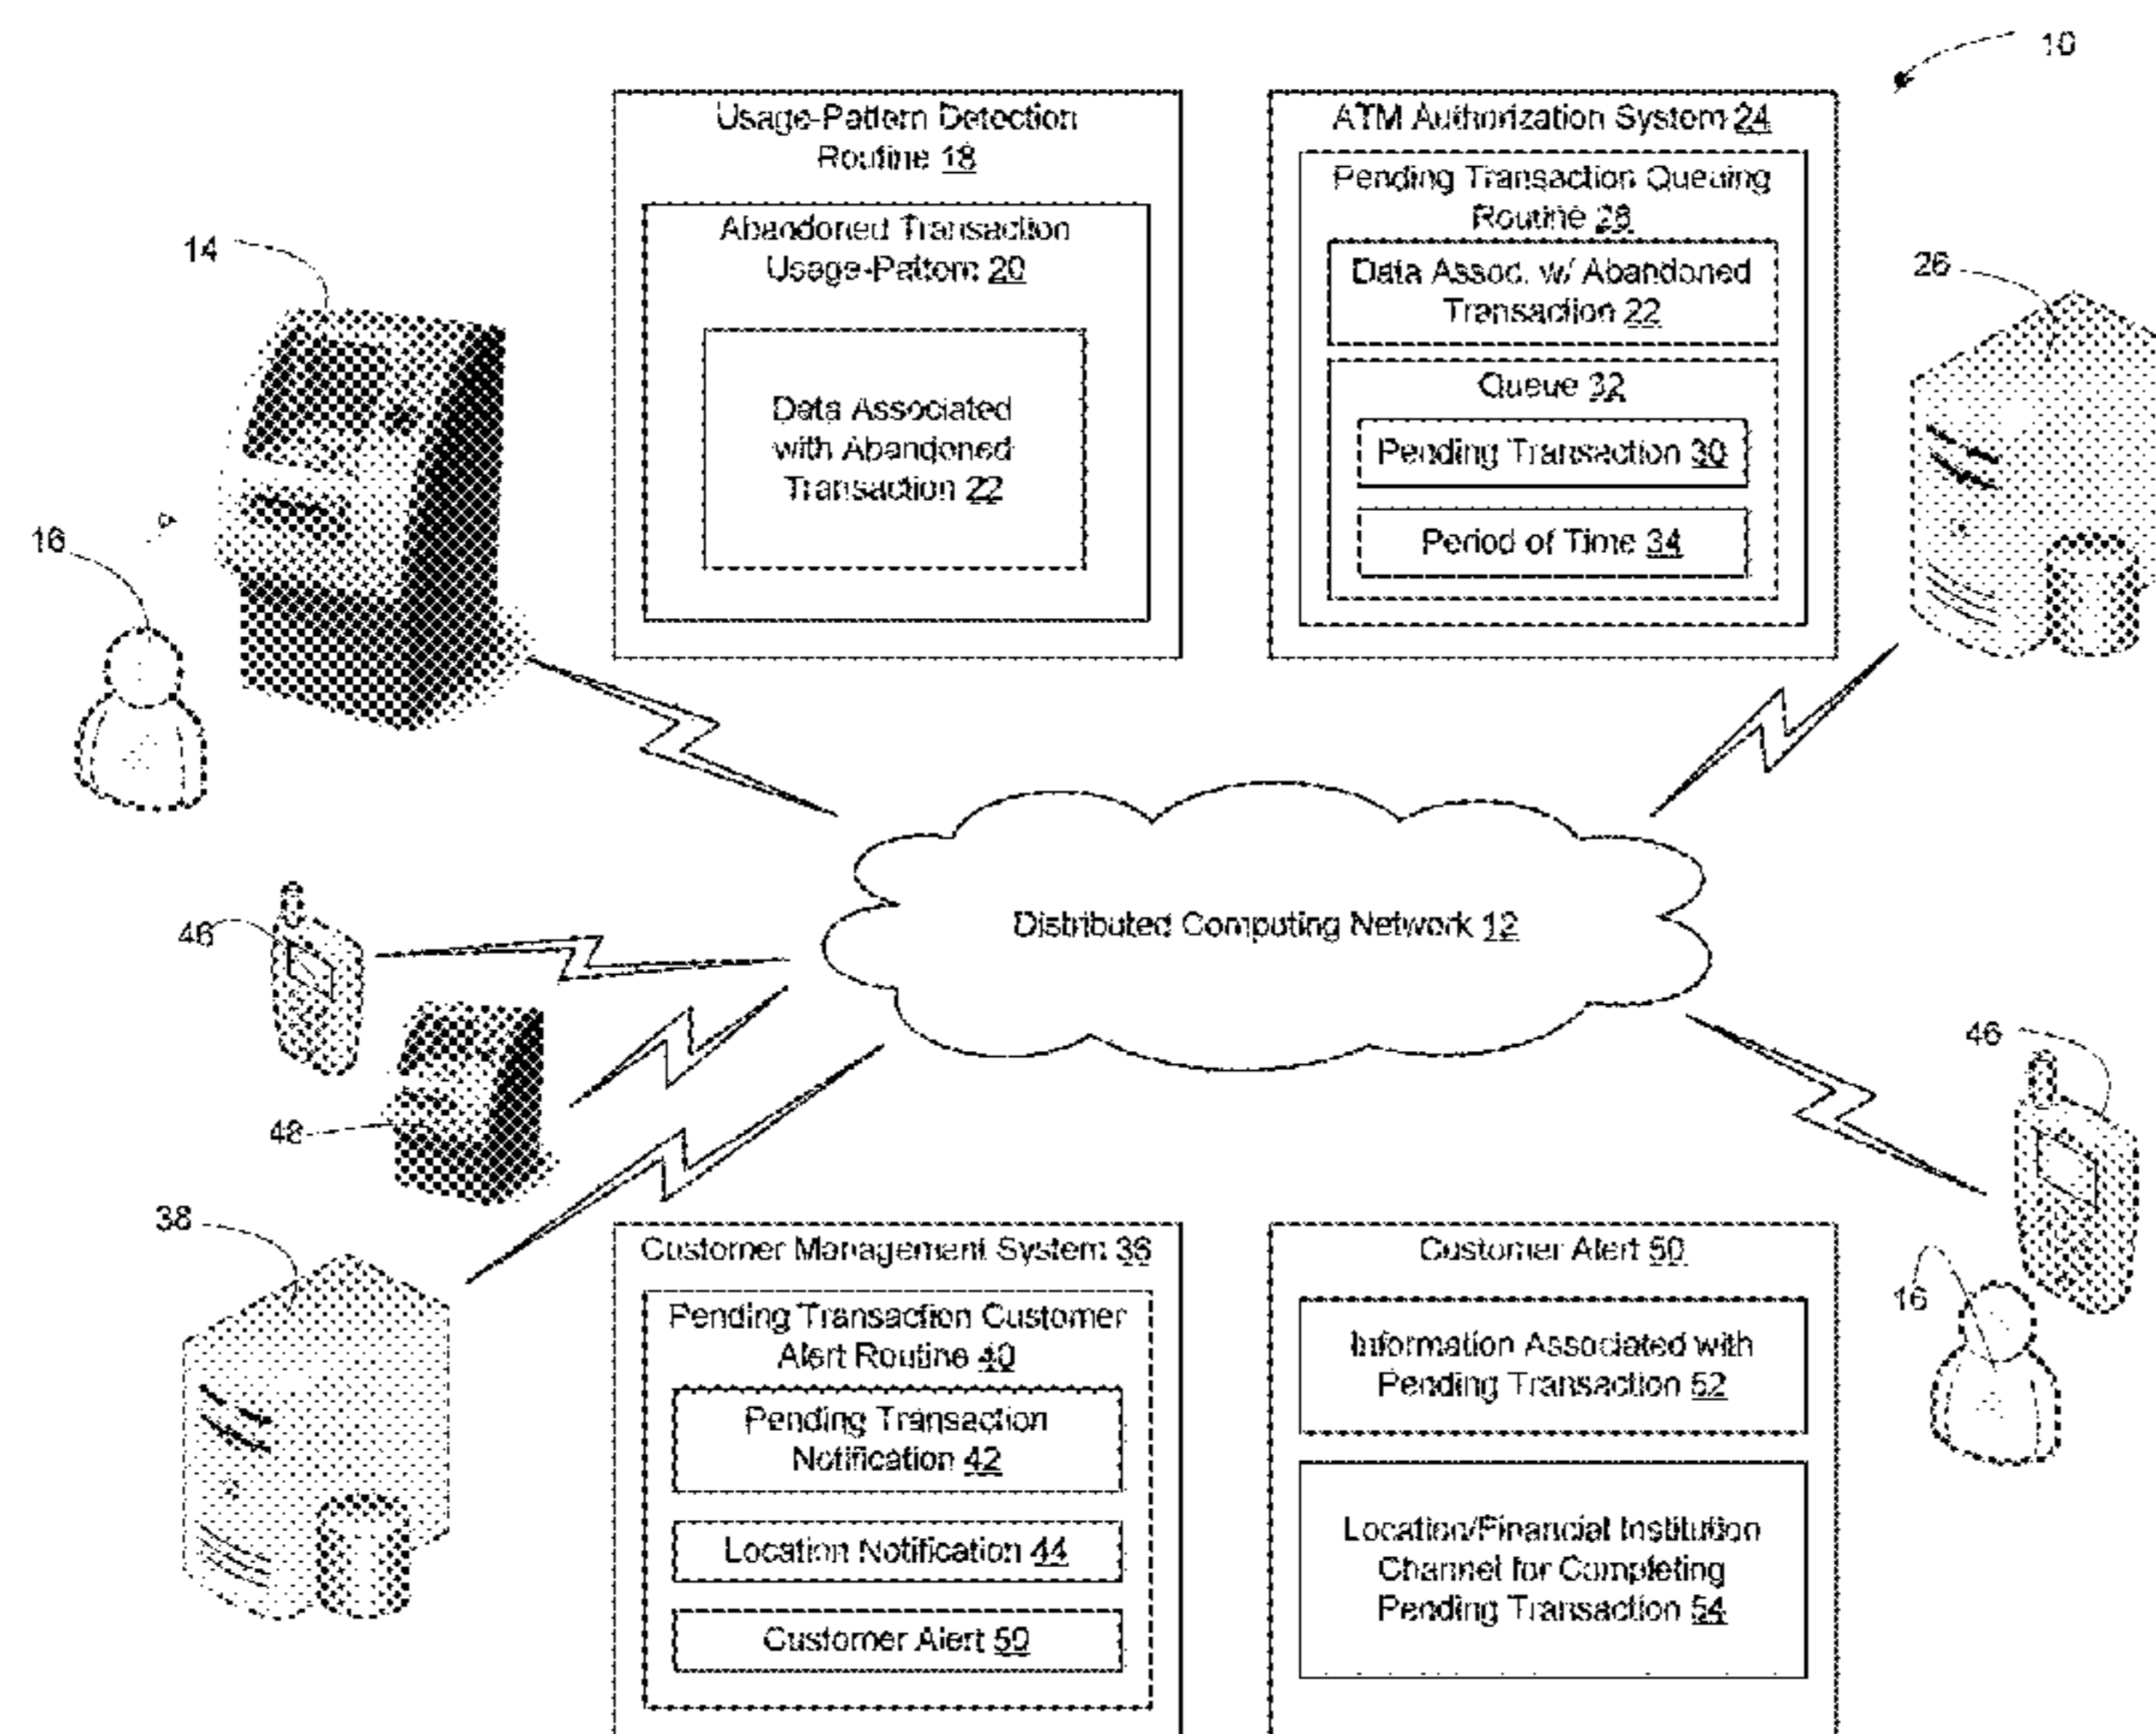 10
Usage-Pattern Detection
Routine 18
Abandoned Transaction
Usage-Pattern 20
Data Associated
with Abandoned
Transaction 22
ATM Authorization System 24
Pending Transaction Queuing
Routine 28
Data Assoc. w/ Abandoned
Transaction 22
Queue 32
Pending Transaction 30
Period of Time 34
14
16
26
Distributed Computing Network 12
46
48
38
46
16
Customer Management System 36
Pending Transaction Customer
Alert Routine 40
Pending Transaction
Notification 42
Location Notification 44
Customer Alert 50
Customer Alert 50
Information Associated with
Pending Transaction 52
Location/Financial Institution
Channel for Completing
Pending Transaction 54